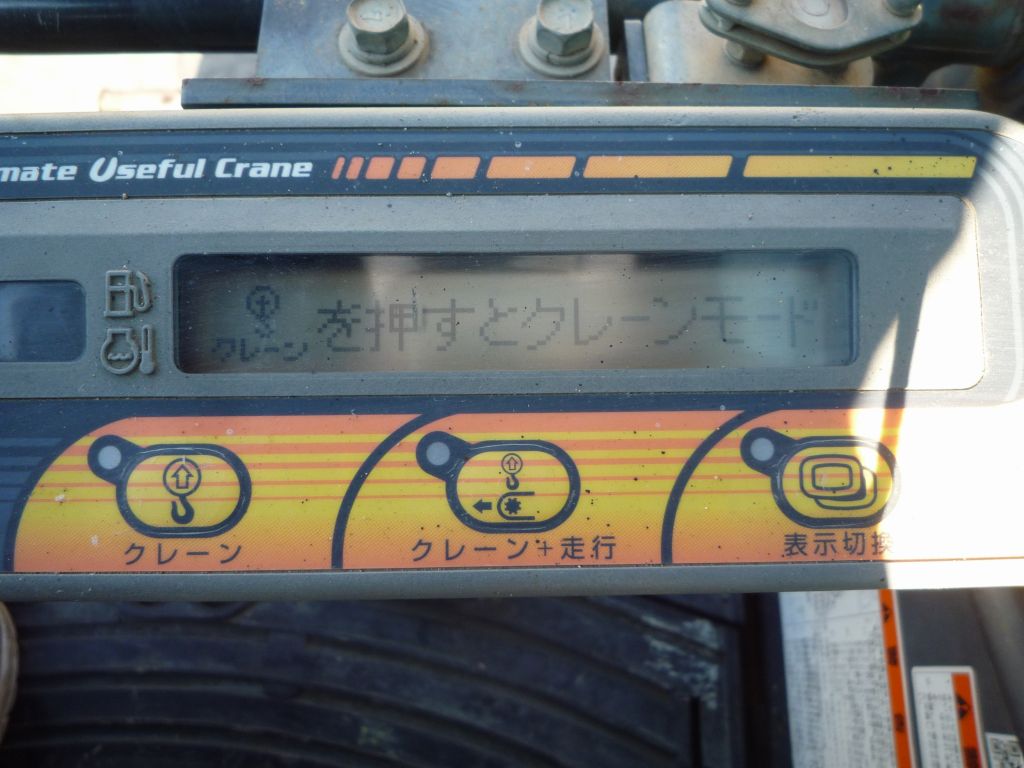 mate Useful Crane
クレーン を押すとクレーンモード
クレーン
クレーン+走行
表示切換